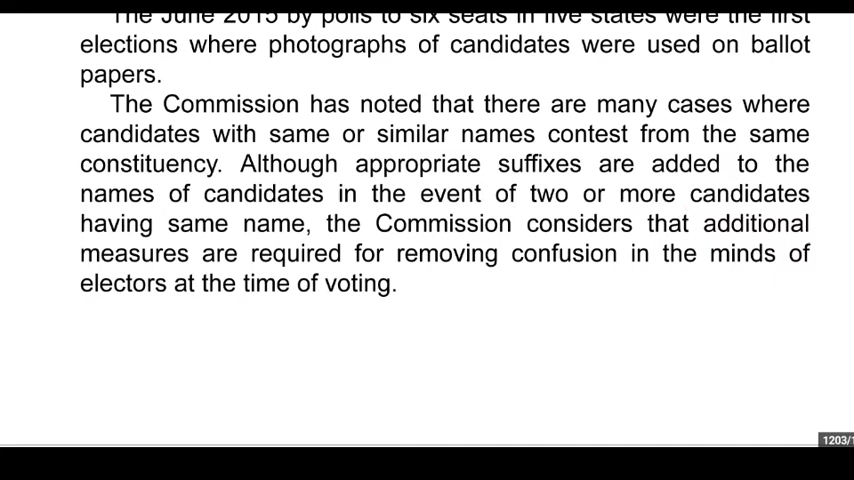 The June 2015 by polls to six seats in five states were the first
elections where photographs of candidates were used on ballot
papers.
The Commission has noted that there are many cases where
candidates with same or similar names contest from the same
constituency. Although appropriate suffixes are added to the
names of candidates in the event of two or more candidates
having same name, the Commission considers that additional
measures are required for removing confusion in the minds of
electors at the time of voting.
1203/